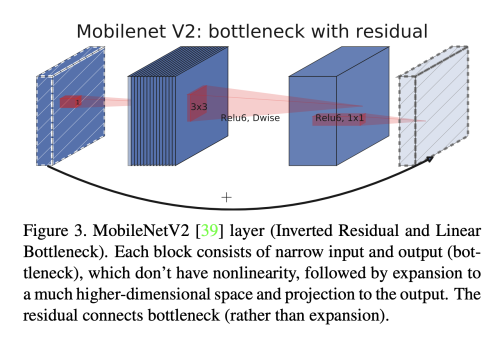 Mobilenet V2: bottleneck with residual
3x3
Relu6, Dwise
Relu6, 1x1
+
Figure 3. MobileNetV2 [39] layer (Inverted Residual and Linear
Bottleneck). Each block consists of narrow input and output (bot-
tleneck), which don't have nonlinearity, followed by expansion to
a much higher-dimensional space and projection to the output. The
residual connects bottleneck (rather than expansion).